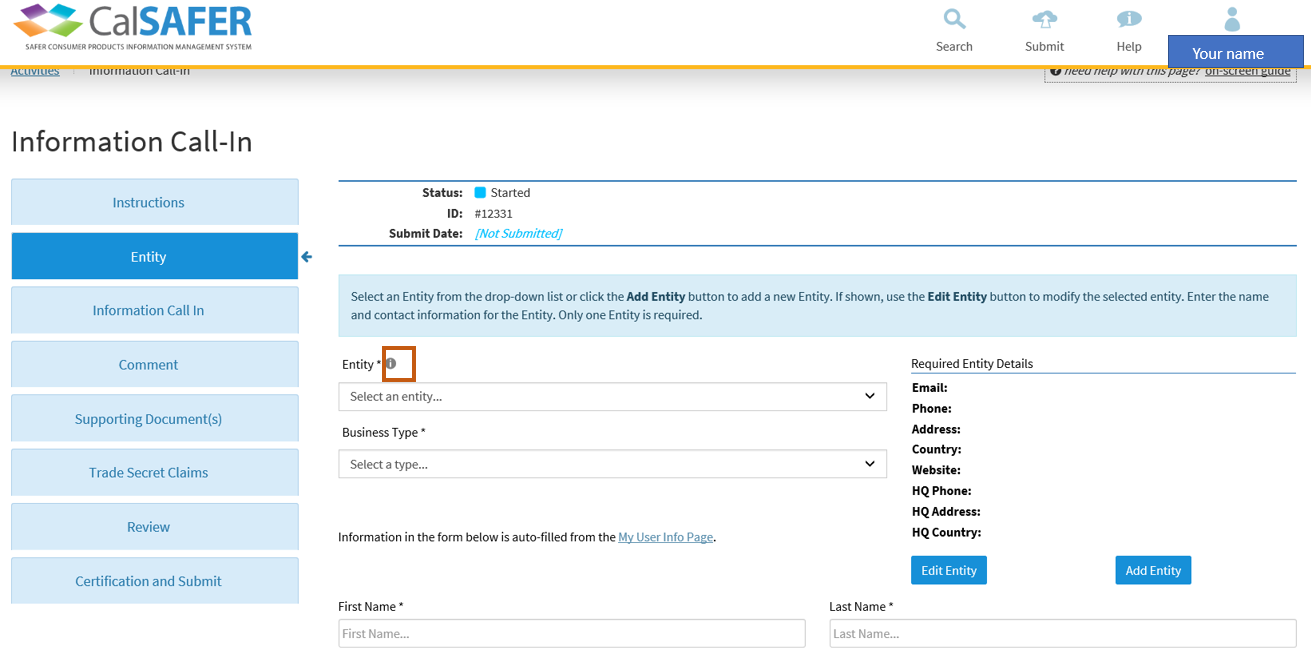 CalSAFER
SAFER CONSUMER PRODUCTS INFORMATION MANAGEMENT SYSTEM
Search
Submit
Help
Your name
Activities
Information Call-In
need help with this page? on-screen guide
Information Call-In
Instructions
Entity
Information Call In
Comment
Supporting Document(s)
Trade Secret Claims
Review
Certification and Submit
Status: Started
ID: #12331
Submit Date: [Not Submitted]
Select an Entity from the drop-down list or click the Add Entity button to add a new Entity. If shown, use the Edit Entity button to modify the selected entity. Enter the name
and contact information for the Entity. Only one Entity is required.
Entity *
Select an entity...
Business Type *
Select a type...
Required Entity Details
Email:
Phone:
Address:
Country:
Website:
HQ Phone:
HQ Address:
HQ Country:
Edit Entity
Add Entity
Information in the form below is auto-filled from the My User Info Page.
First Name *
First Name...
Last Name *
Last Name...